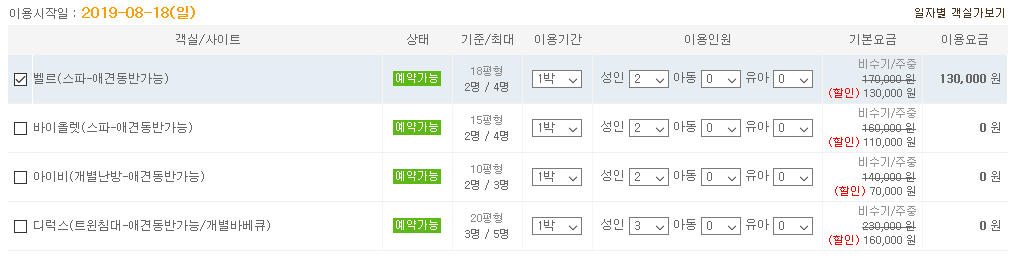 이용시작일 : 2019-08-18(일) 일자별 객실가보기
객실/사이트 상태 기준/최대 이용기간 이용인원 기본요금 이용요금
벨르(스파-애견동반가능) 예약가능 18평형 2명 / 4명 1박 성인 2 아동 0 유아 0 비수기/주중 170,000 원 (할인) 130,000 원 130,000 원
바이올렛(스파-애견동반가능) 예약가능 15평형 2명 / 4명 1박 성인 2 아동 0 유아 0 비수기/주중 160,000 원 (할인) 110,000 원 0 원
아이비(개별난방-애견동반가능) 예약가능 10평형 2명 / 3명 1박 성인 2 아동 0 유아 0 비수기/주중 140,000 원 (할인) 70,000 원 0 원
디럭스(트윈침대-애견동반가능/개별바베큐) 예약가능 20평형 3명 / 5명 1박 성인 3 아동 0 유아 0 비수기/주중 230,000 원 (할인) 160,000 원 0 원